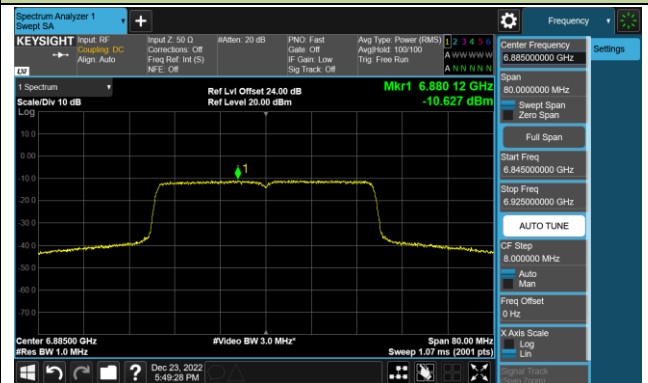 Spectrum Analyzer 1
Swept SA
Frequency
KEYSIGHT
Input: RF
Coupling: DC
Align: Auto
Input Z: 50 Ω
Corrections: Off
Freq Ref: Int (S)
NFE: Off
#Atten: 20 dB
PNO: Fast
Gate: Off
IF Gain: Low
Sig Track: Off
Avg Type: Power (RMS)
Avg|Hold: 100/100
Trig: Free Run
1 2 3 4 5 6
A W W W W W
A N N N N N
LXI
1 Spectrum
Scale/Div 10 dB
Log
Ref Lvl Offset 24.00 dB
Ref Level 20.00 dBm
Mkr1 6.880 12 GHz
-10.627 dBm
10.0
0.00
-10.0
-20.0
-30.0
-40.0
-50.0
-60.0
-70.0
1
Center 6.88500 GHz
#Res BW 1.0 MHz
#Video BW 3.0 MHz*
Span 80.00 MHz
Sweep 1.07 ms (2001 pts)
Dec 23, 2022
5:49:28 PM
Center Frequency
6.885000000 GHz
Settings
Span
80.0000000 MHz
Swept Span
Zero Span
Full Span
Start Freq
6.845000000 GHz
Stop Freq
6.925000000 GHz
AUTO TUNE
CF Step
8.000000 MHz
Auto
Man
Freq Offset
0 Hz
X Axis Scale
Log
Lin
Signal Track